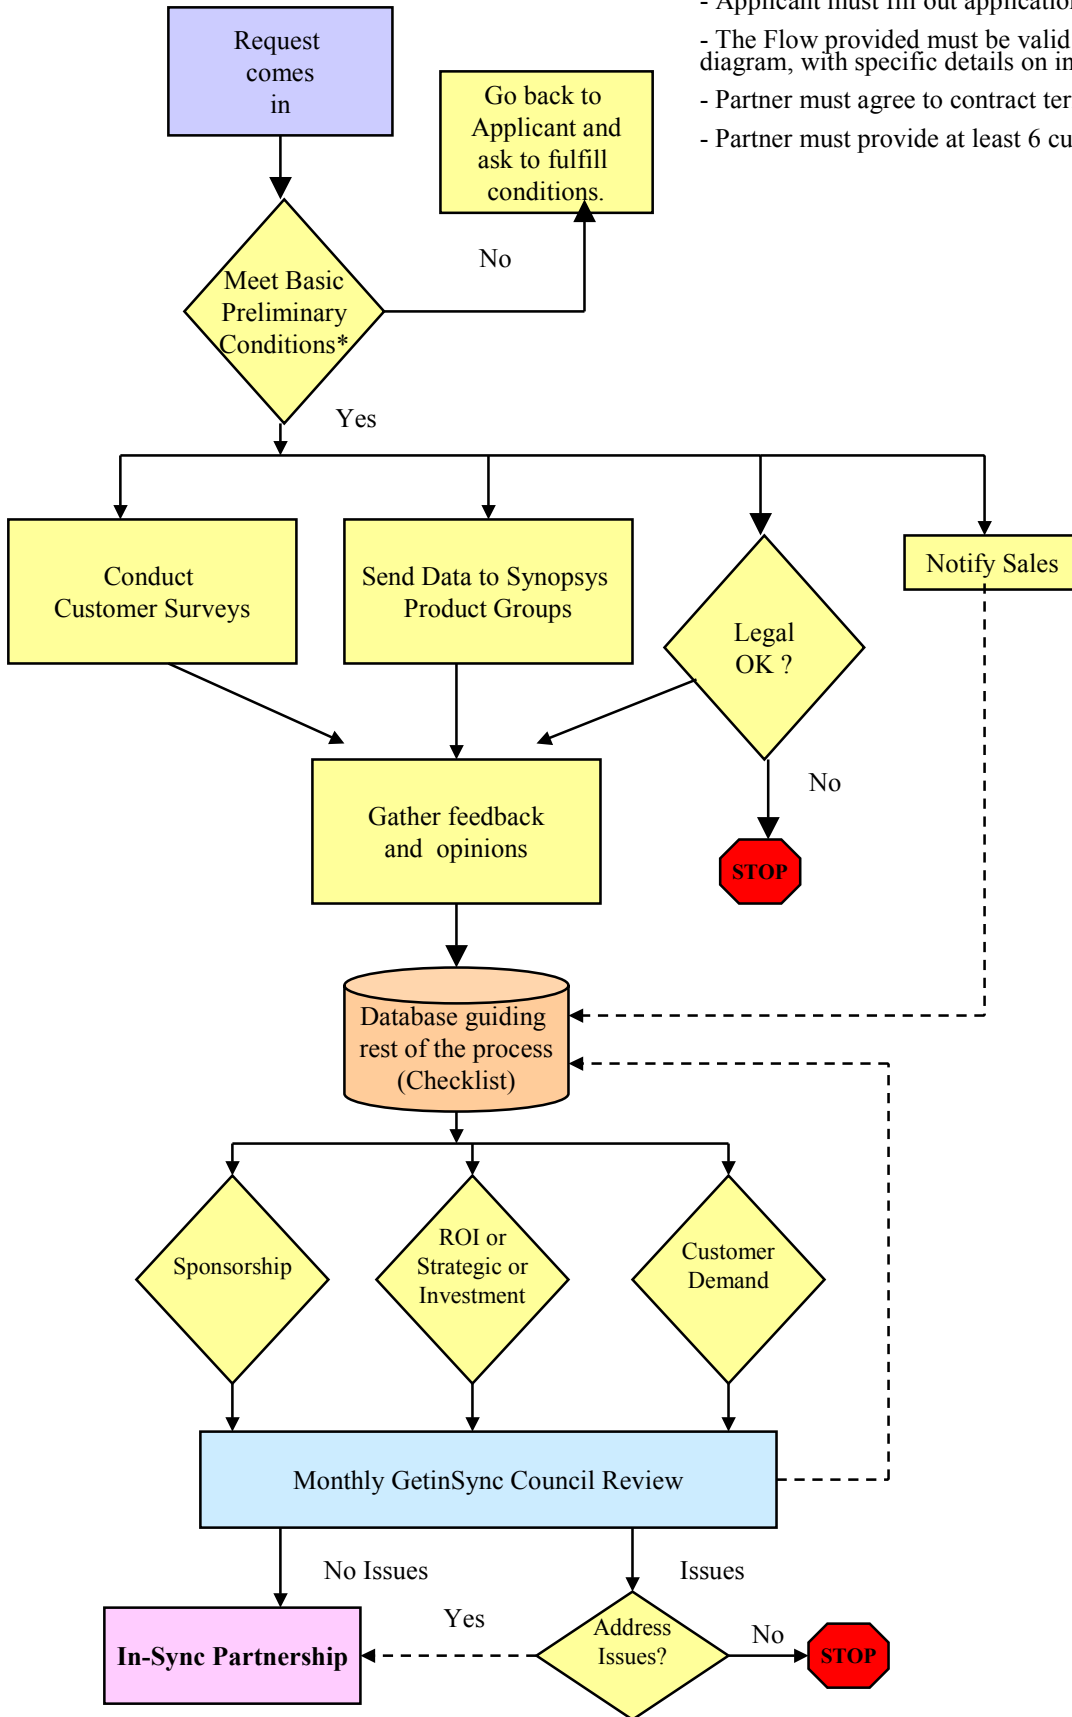 - Applicant must fill out application
- The Flow provided must be valid
diagram, with specific details on in
- Partner must agree to contract ter
- Partner must provide at least 6 cu
Request
comes
in
Go back to
Applicant and
ask to fulfill
conditions.
No
Meet Basic
Preliminary
Conditions*
Yes
Conduct
Customer Surveys
Send Data to Synopsys
Product Groups
Legal
OK ?
Notify Sales
No
STOP
Gather feedback
and opinions
Database guiding
rest of the process
(Checklist)
Sponsorship
ROI or
Strategic or
Investment
Customer
Demand
Monthly GetinSync Council Review
No Issues
Issues
In-Sync Partnership
Yes
Address
Issues?
No
STOP